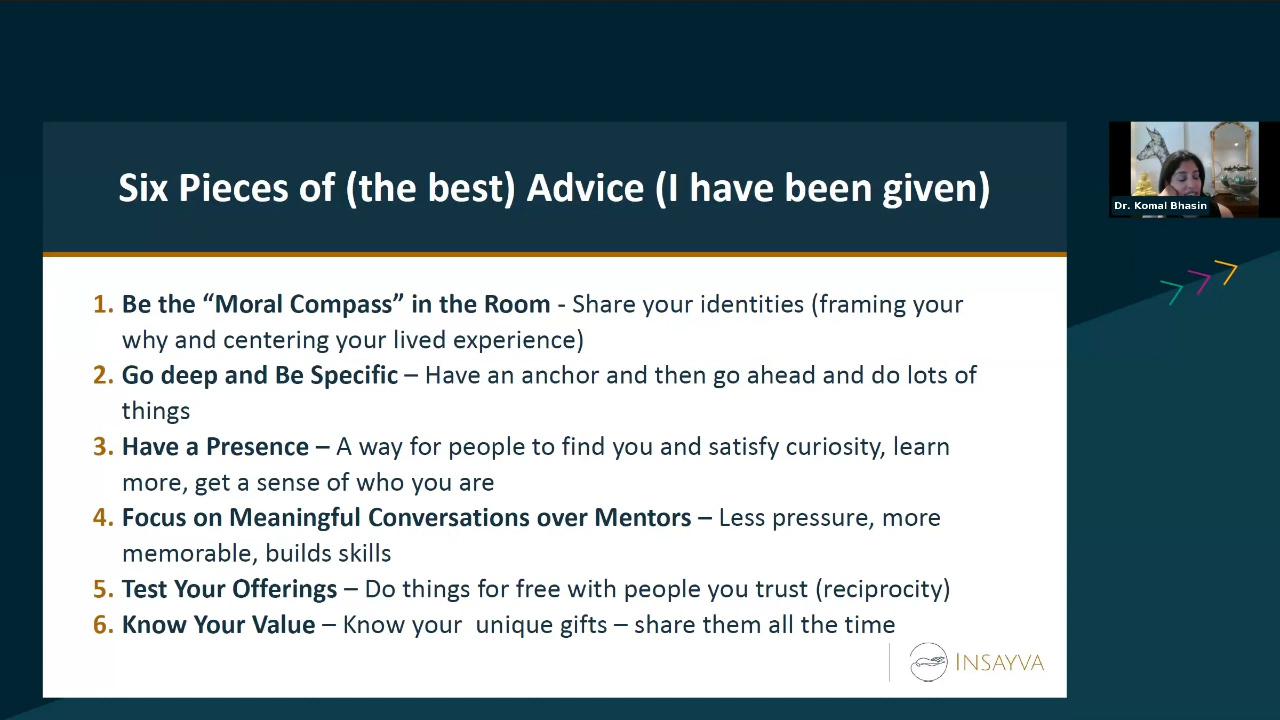 Six Pieces of (the best) Advice (I have been given)
Dr. Komal Bhasin
1. Be the “Moral Compass” in the Room - Share your identities (framing your
why and centering your lived experience)
2. Go deep and Be Specific – Have an anchor and then go ahead and do lots of
things
3. Have a Presence – A way for people to find you and satisfy curiosity, learn
more, get a sense of who you are
4. Focus on Meaningful Conversations over Mentors – Less pressure, more
memorable, builds skills
5. Test Your Offerings – Do things for free with people you trust (reciprocity)
6. Know Your Value – Know your  unique gifts – share them all the time
INSAYVA